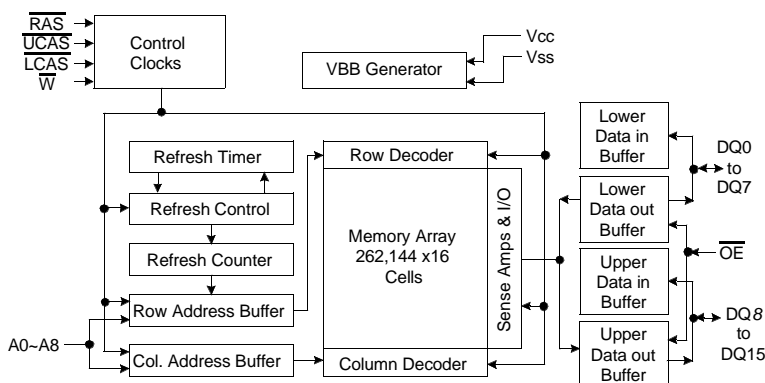 RAS
UCAS
LCAS
W
Control
Clocks
VBB Generator
Vcc
Vss
Refresh Timer
Refresh Control
Refresh Counter
Row Address Buffer
Col. Address Buffer
A0~A8
Row Decoder
Memory Array
262,144 x16
Cells
Column Decoder
Sense Amps & I/O
Lower
Data in
Buffer
Lower
Data out
Buffer
Upper
Data in
Buffer
Upper
Data out
Buffer
DQ0
to
DQ7
OE
DQ8
to
DQ15